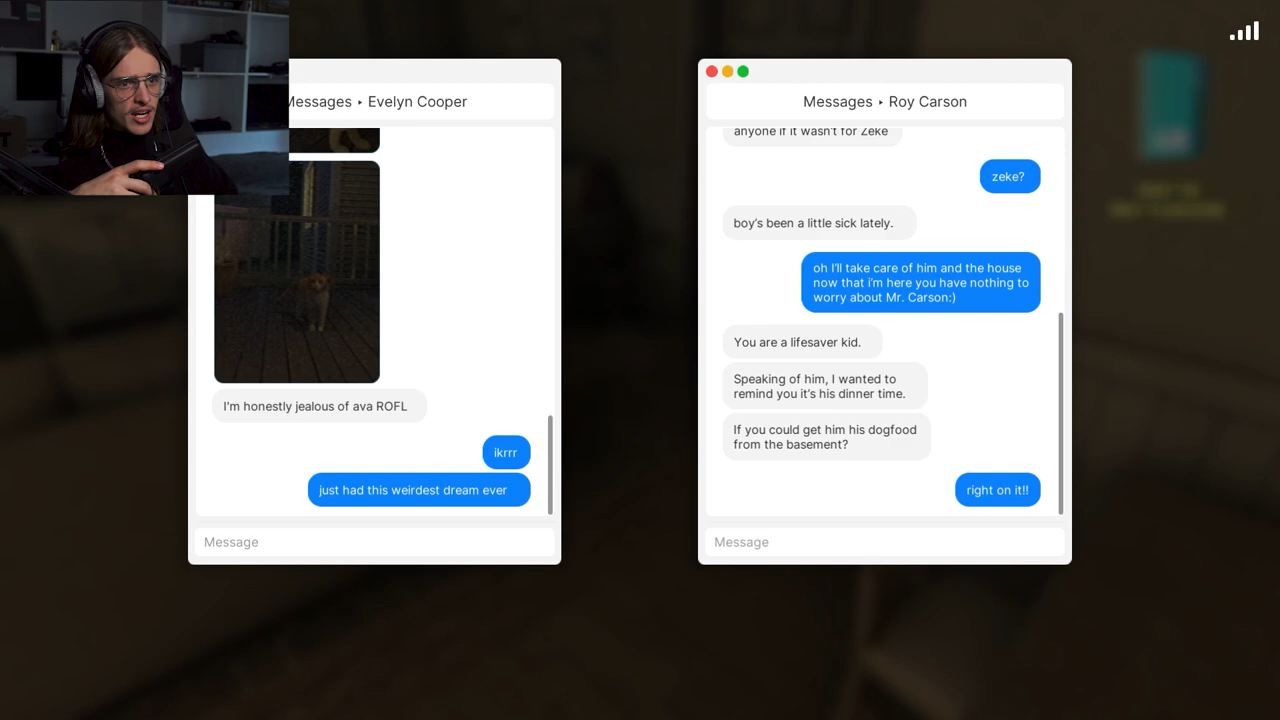 Messages ▸ Evelyn Cooper
I'm honestly jealous of ava ROFL
ikrrr
just had this weirdest dream ever
Message
Messages ▸ Roy Carson
anyone if it wasn't for Zeke
zeke?
boy's been a little sick lately.
oh I'll take care of him and the house
now that i'm here you have nothing to
worry about Mr. Carson:)
You are a lifesaver kid.
Speaking of him, I wanted to
remind you it's his dinner time.
If you could get him his dogfood
from the basement?
right on it!!
Message